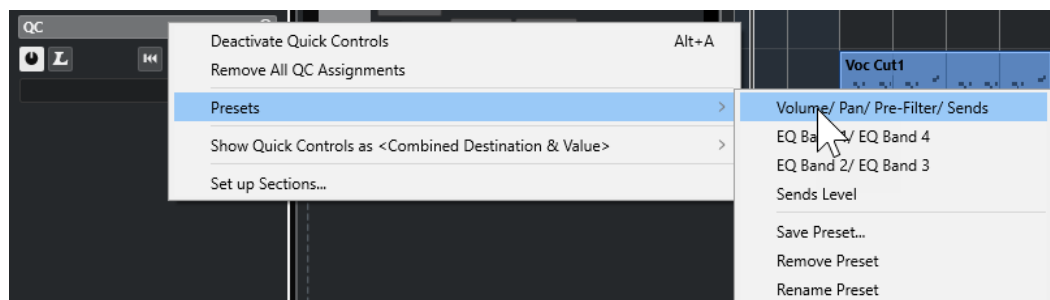 QC
L
Deactivate Quick Controls Alt+A
Remove All QC Assignments
Presets
Show Quick Controls as <Combined Destination & Value>
Set up Sections...
Voc Cut1
Volume/ Pan/ Pre-Filter/ Sends
EQ Band 1/ EQ Band 4
EQ Band 2/ EQ Band 3
Sends Level
Save Preset...
Remove Preset
Rename Preset